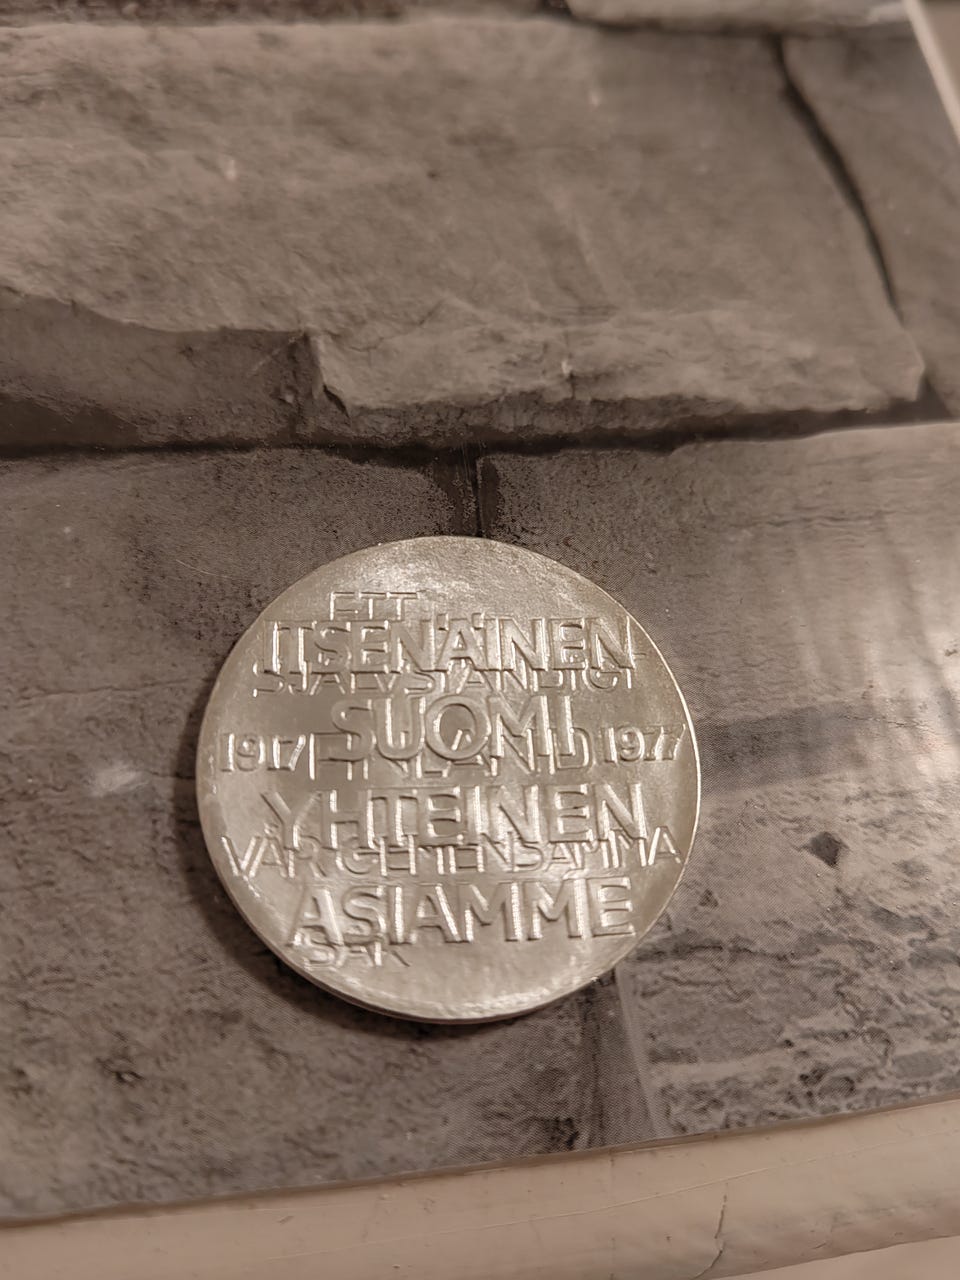 ETT
ITSENÄINEN
SJÄLVSTÄNDIGT
SUOMI
1917 FINLAND 1977
YHTEINEN
VÅR GEMENSAMMA
ASIAMME
SAK